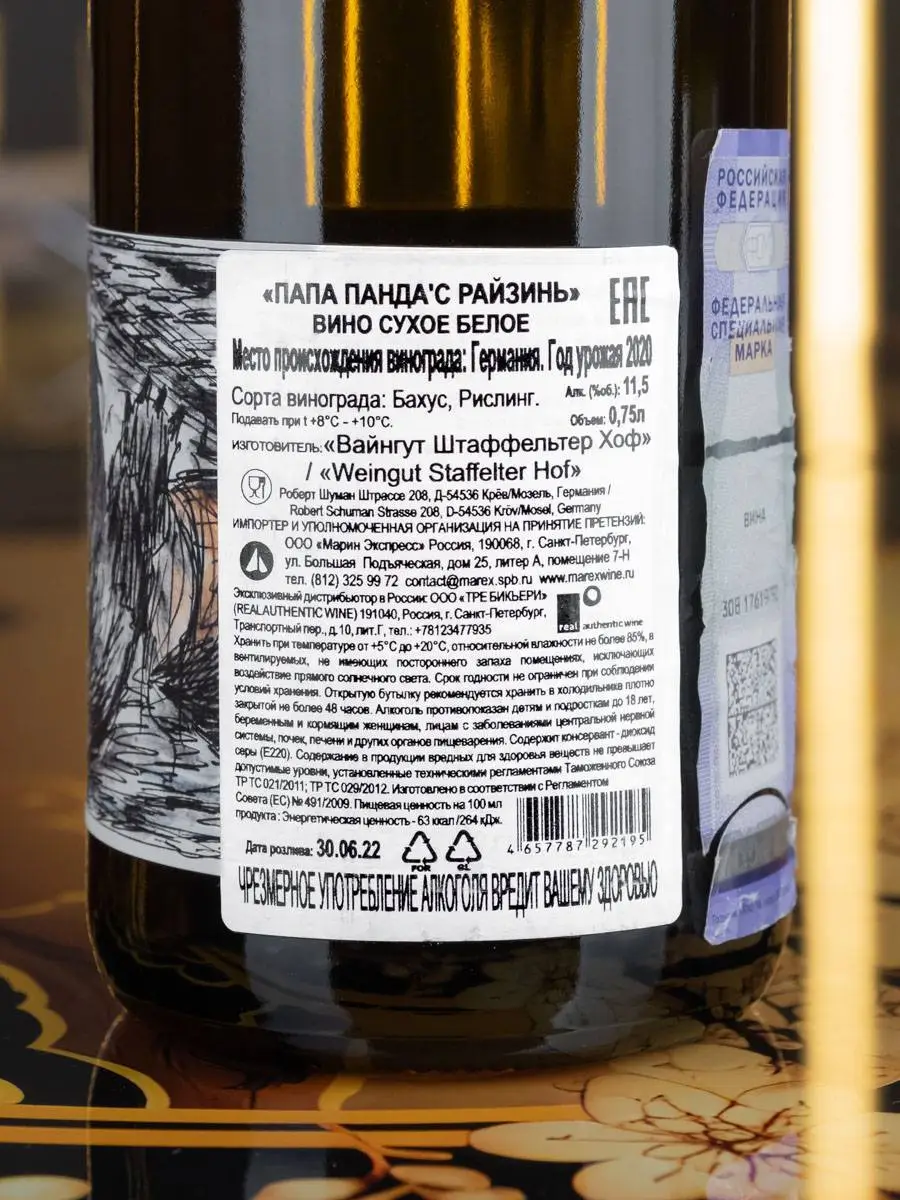 «ПАПА ПАНДА'С РАЙЗИНЬ»
ЕАС
ВИНО СУХОЕ БЕЛОЕ
Место происхождения винограда: Германия. Год урожая 2020
Сорта винограда: Бахус, Рислинг. Алк. (%об.): 11,5
Подавать при t +8°С - +10°С. Объем: 0,75л
ИЗГОТОВИТЕЛЬ: «Вайнгут Штаффельтер Хоф»
/ «Weingut Staffelter Hof»
Роберт Шуман Штрассе 208, Д-54536 Крёв/Мозель, Германия /
Robert Schuman Strasse 208, D-54536 Kröv/Mosel, Germany
ИМПОРТЕР И УПОЛНОМОЧЕННАЯ ОРГАНИЗАЦИЯ НА ПРИНЯТИЕ ПРЕТЕНЗИЙ:
ООО «Марин Экспресс» Россия, 190068, г. Санкт-Петербург,
ул. Большая Подъяческая, дом 25, литер А, помещение 7-Н
тел. (812) 325 99 72 contact@marex.spb.ru www.marexwine.ru
Эксклюзивный дистрибьютор в России: ООО «ТРЕ БИКЬЕРИ»
(REALAUTHENTIC WINE) 191040, Россия, г. Санкт-Петербург,
Транспортный пер., д.10, лит.Г, тел.: +78123477935
real authentic wine
Хранить при температуре от +5°С до +20°С, относительной влажности не более 85%, в
вентилируемых, не имеющих постороннего запаха помещениях, исключающих
воздействие прямого солнечного света. Срок годности не ограничен при соблюдении
условий хранения. Открытую бутылку рекомендуется хранить в холодильнике плотно
закрытой не более 48 часов. Алкоголь противопоказан детям и подросткам до 18 лет,
беременным и кормящим женщинам, лицам с заболеваниями центральной нервной
системы, почек, печени и других органов пищеварения. Содержит консервант - диоксид
серы (Е220). Содержание в продукции вредных для здоровья веществ не превышает
допустимые уровни, установленные техническими регламентами Таможенного Союза
ТР ТС 021/2011; ТР ТС 029/2012. Изготовлено в соответствии с Регламентом
Совета (ЕС) № 491/2009. Пищевая ценность на 100 мл
продукта: Энергетическая ценность - 63 ккал /264 кДж.
4 657787 292195
Дата розлива: 30.06.22
FOR
ЧРЕЗМЕРНОЕ УПОТРЕБЛЕНИЕ АЛКОГОЛЯ ВРЕДИТ ВАШЕМУ ЗДОРОВЬЮ
РОССИЙСКАЯ
ФЕДЕРАЦИЯ
ФЕДЕРАЛЬНАЯ
СПЕЦИАЛЬНАЯ
МАРКА
ВИНА